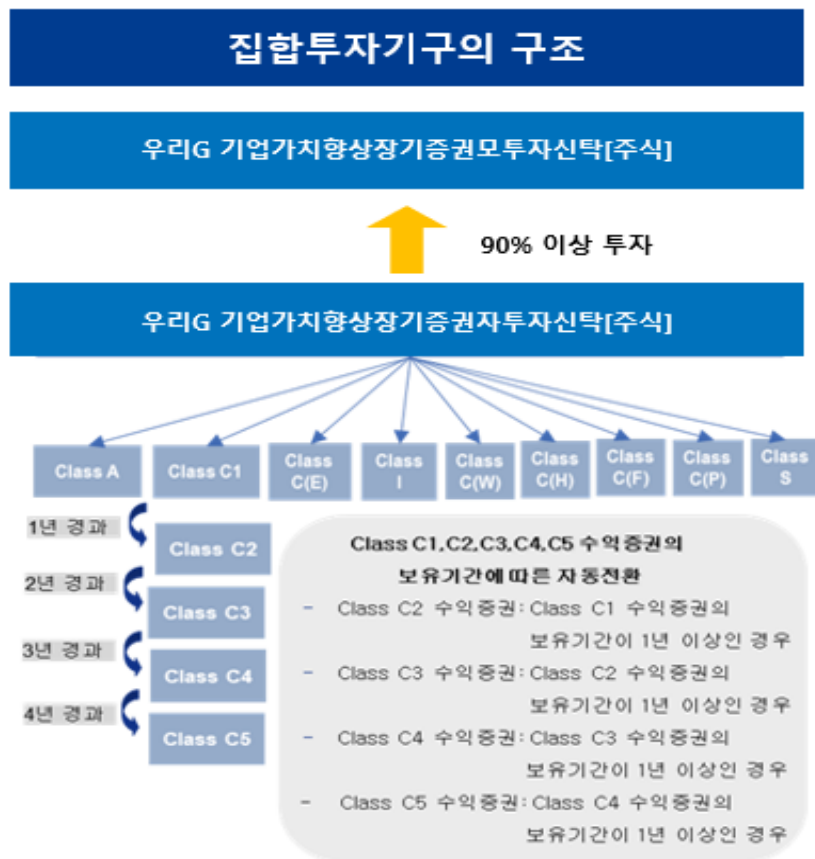 집합투자기구의 구조
우리G 기업가치향상장기증권모투자신탁[주식]
90% 이상 투자
우리G 기업가치향상장기증권자투자신탁[주식]
Class A
Class C1
Class C(E)
Class I
Class C(W)
Class C(H)
Class C(F)
Class C(P)
Class S
1년 경과
Class C2
2년 경과
Class C3
3년 경과
Class C4
4년 경과
Class C5
Class C1,C2,C3,C4,C5 수익증권의
보유기간에 따른 자동전환
- Class C2 수익증권: Class C1 수익증권의
보유기간이 1년 이상인 경우
- Class C3 수익증권: Class C2 수익증권의
보유기간이 1년 이상인 경우
- Class C4 수익증권: Class C3 수익증권의
보유기간이 1년 이상인 경우
- Class C5 수익증권: Class C4 수익증권의
보유기간이 1년 이상인 경우